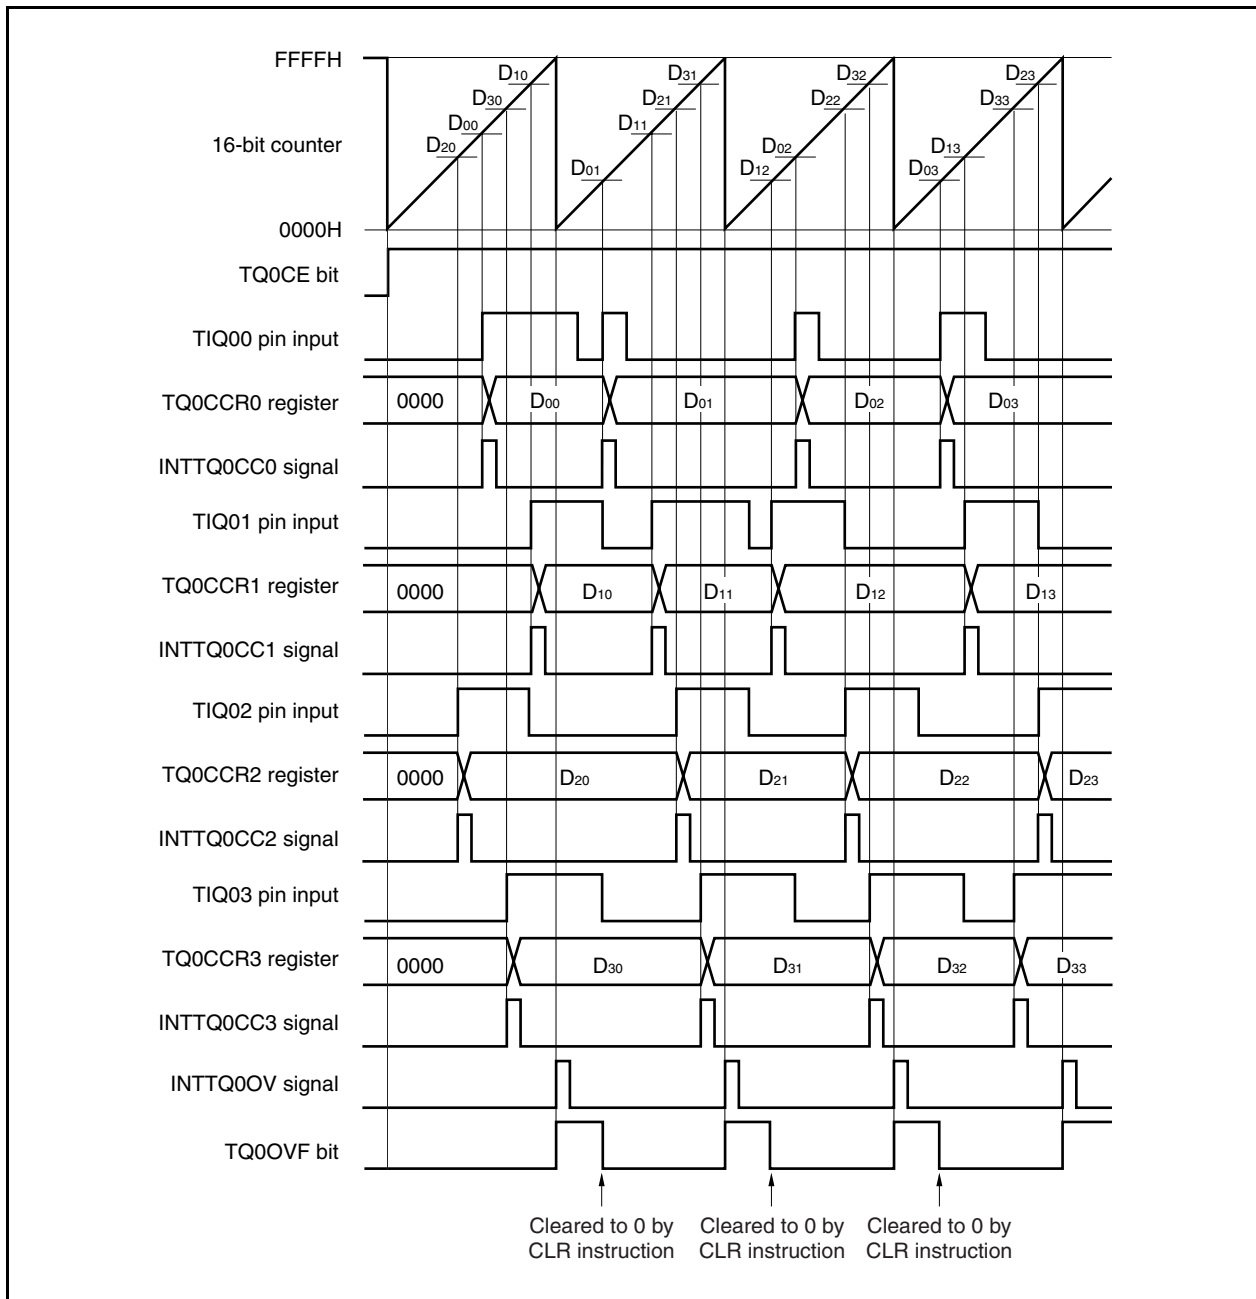 FFFFH
D10
D31
D32
D23
D30
D21
D22
D33
D00
D11
16-bit counter
D20
D02
D13
D01
D12
D03
0000H
TQ0CE bit
TIQ00 pin input
TQ0CCR0 register
0000
D00
D01
D02
D03
INTTQ0CC0 signal
TIQ01 pin input
TQ0CCR1 register
0000
D10
D11
D12
D13
INTTQ0CC1 signal
TIQ02 pin input
TQ0CCR2 register
0000
D20
D21
D22
D23
INTTQ0CC2 signal
TIQ03 pin input
TQ0CCR3 register
0000
D30
D31
D32
D33
INTTQ0CC3 signal
INTTQ0OV signal
TQ0OVF bit
Cleared to 0 by
CLR instruction
Cleared to 0 by
CLR instruction
Cleared to 0 by
CLR instruction